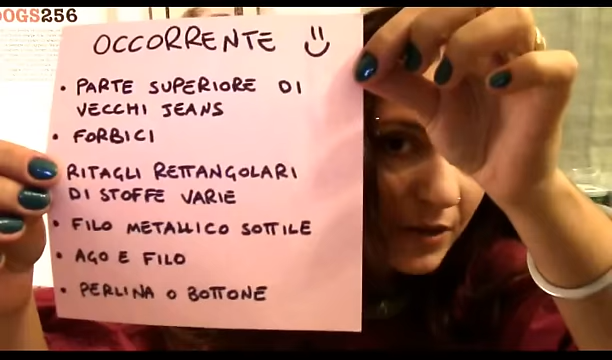 DOGS256
OCCORRENTE
• PARTE SUPERIORE DI
VECCHI JEANS
• FORBICI
RITAGLI RETTANGOLARI
DI STOFFE VARIE
• FILO METALLICO SOTTILE
• AGO E FILO
• PERLINA O BOTTONE